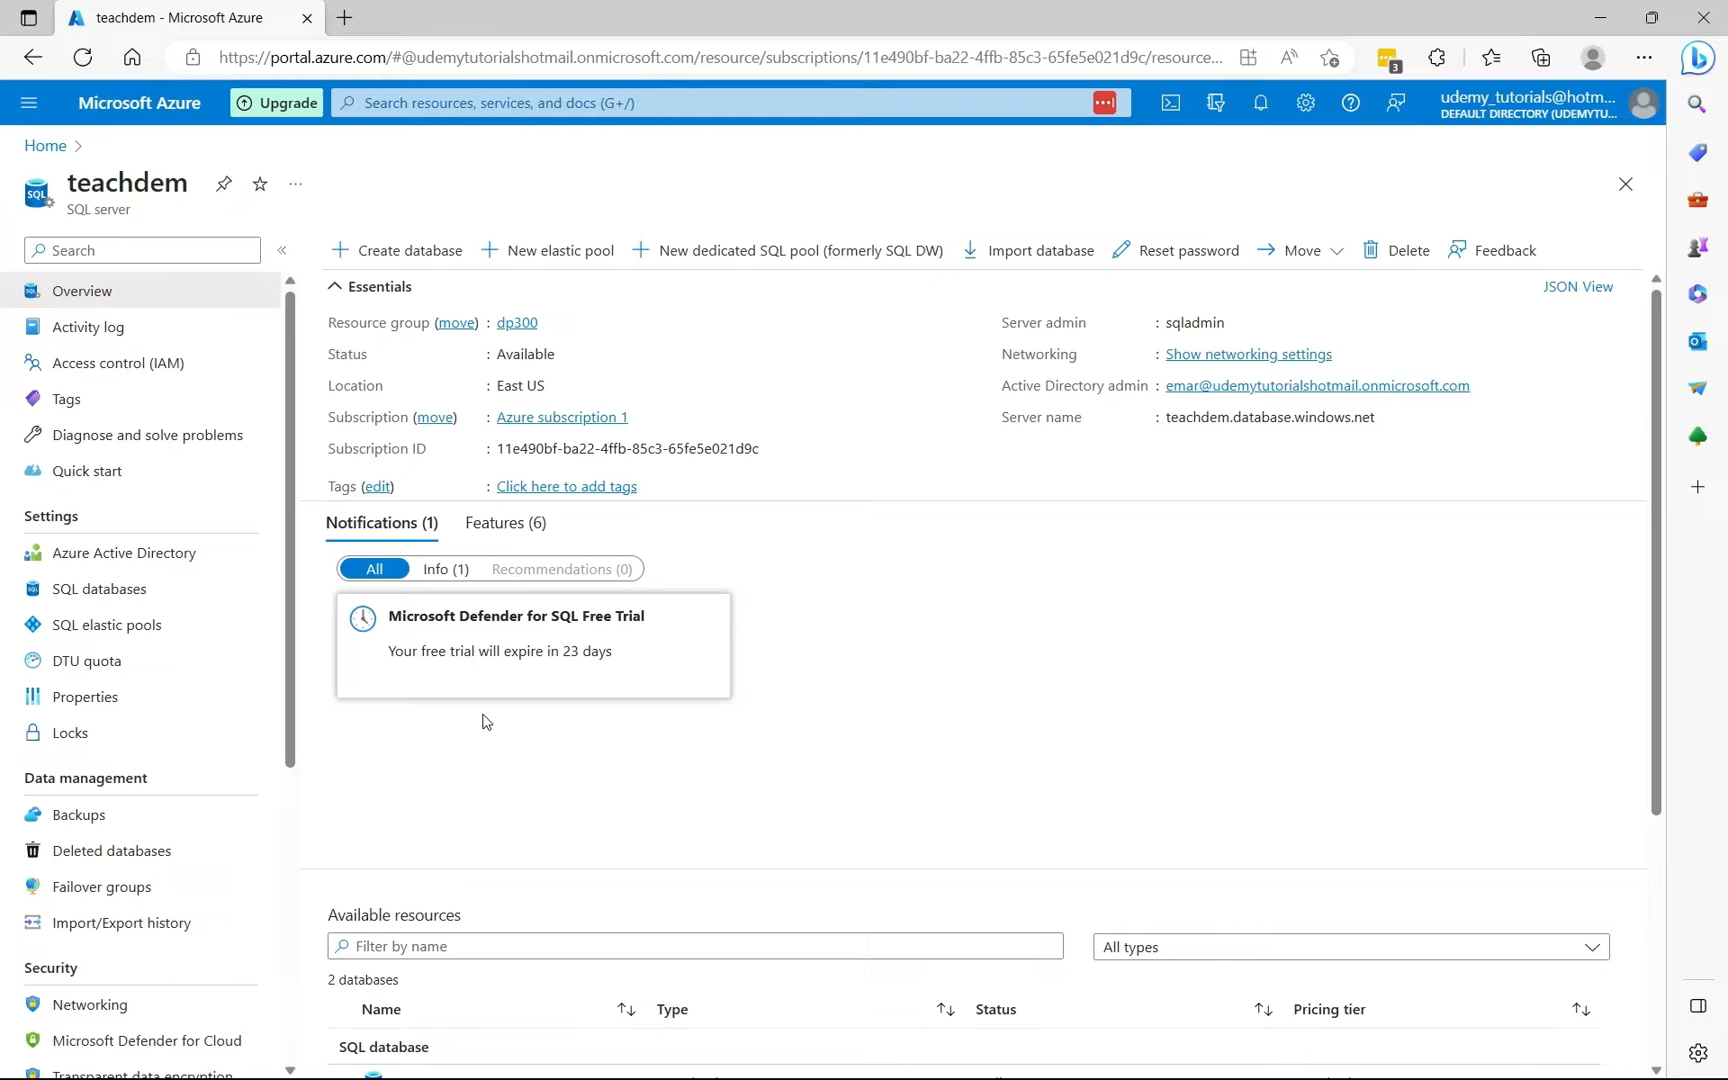 teachdem - Microsoft Azure
https://portal.azure.com/#@udemytutorialshotmail.onmicrosoft.com/resource/subscriptions/11e490bf-ba22-4ffb-85c3-65fe5e021d9c/resource...
3
Microsoft Azure
Upgrade
Search resources, services, and docs (G+/)
udemy_tutorials@hotm...
DEFAULT DIRECTORY (UDEMYTU...
Home
teachdem
SQL server
Search
Create database
New elastic pool
New dedicated SQL pool (formerly SQL DW)
Import database
Reset password
Move
Delete
Feedback
Overview
Activity log
Access control (IAM)
Tags
Diagnose and solve problems
Quick start
Settings
Azure Active Directory
SQL databases
SQL elastic pools
DTU quota
Properties
Locks
Data management
Backups
Deleted databases
Failover groups
Import/Export history
Security
Networking
Microsoft Defender for Cloud
Transparent data encryption
Essentials
JSON View
Resource group (move) : dp300
Status : Available
Location : East US
Subscription (move) : Azure subscription 1
Subscription ID : 11e490bf-ba22-4ffb-85c3-65fe5e021d9c
Tags (edit) : Click here to add tags
Server admin : sqladmin
Networking : Show networking settings
Active Directory admin : emar@udemytutorialshotmail.onmicrosoft.com
Server name : teachdem.database.windows.net
Notifications (1) Features (6)
All Info (1) Recommendations (0)
Microsoft Defender for SQL Free Trial
Your free trial will expire in 23 days
Available resources
Filter by name
All types
2 databases
Name Type Status Pricing tier
SQL database